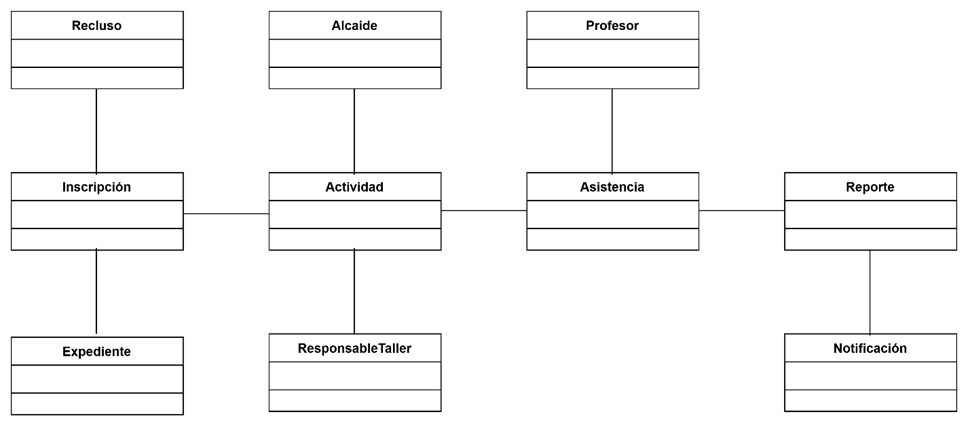 Recluso
Alcaide
Profesor
Inscripción
Actividad
Asistencia
Reporte
Expediente
ResponsableTaller
Notificación